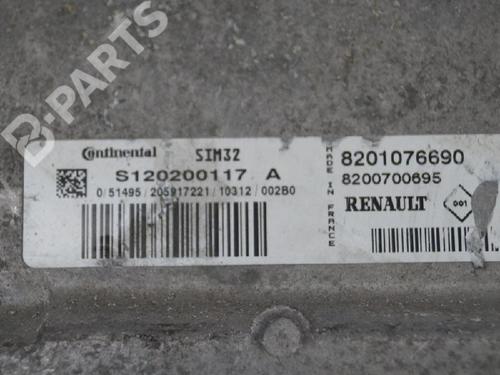 B-PARTS
Continental SIM32
S120200117 A
0/51495/205917221/10312/002B0
MADE IN FRANCE
8201076690
8200700695
RENAULT 001